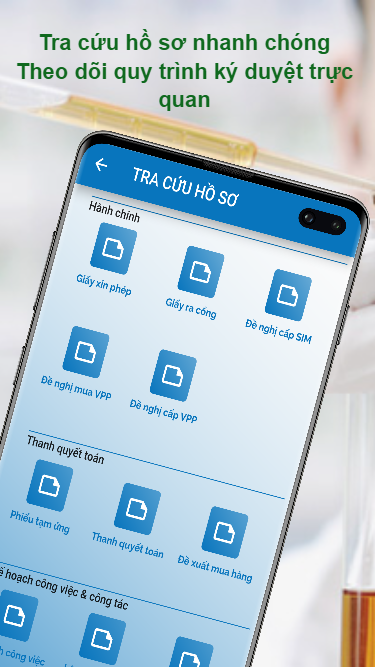 Tra cứu hồ sơ nhanh chóng
Theo dõi quy trình ký duyệt trực
quan
TRA CỨU HỒ SƠ
Hành chính
Giấy xin phép
Giấy ra cổng
Đề nghị cấp SIM
Đề nghị mua VPP
Đề nghị cấp VPP
Thanh quyết toán
Phiếu tạm ứng
Thanh quyết toán
Đề xuất mua hàng
hoạch công việc & công tác
công việc